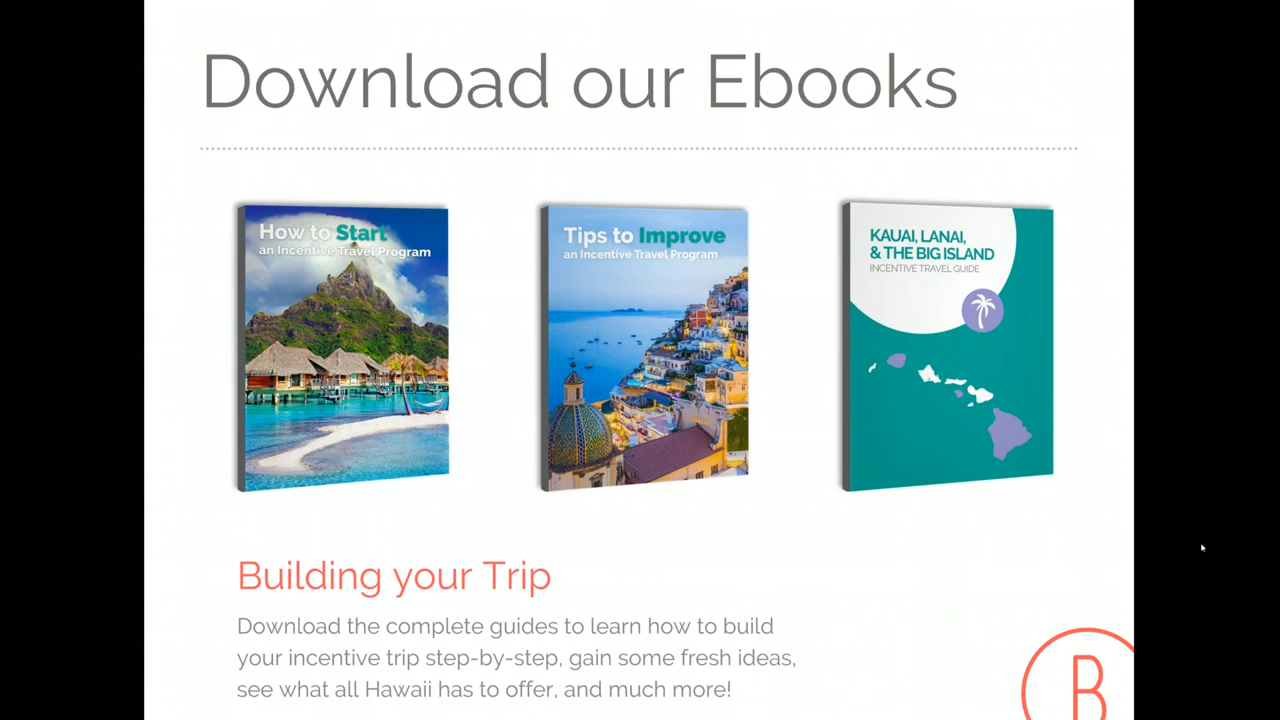 Download our Ebooks
How to Start
an Incentive Travel Program
Tips to Improve
an Incentive Travel Program
KAUAI, LANAI,
& THE BIG ISLAND
INCENTIVE TRAVEL GUIDE
Building your Trip
Download the complete guides to learn how to build
your incentive trip step-by-step, gain some fresh ideas,
see what all Hawaii has to offer, and much more!
B